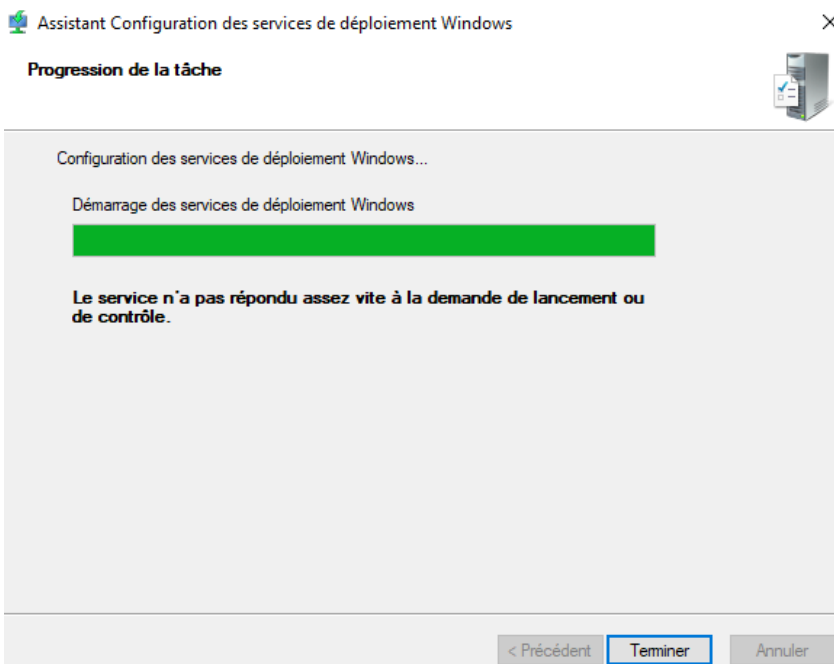 Assistant Configuration des services de déploiement Windows
Progression de la tâche
Configuration des services de déploiement Windows...
Démarrage des services de déploiement Windows
Le service n'a pas répondu assez vite à la demande de lancement ou
de contrôle.
< Précédent Terminer Annuler